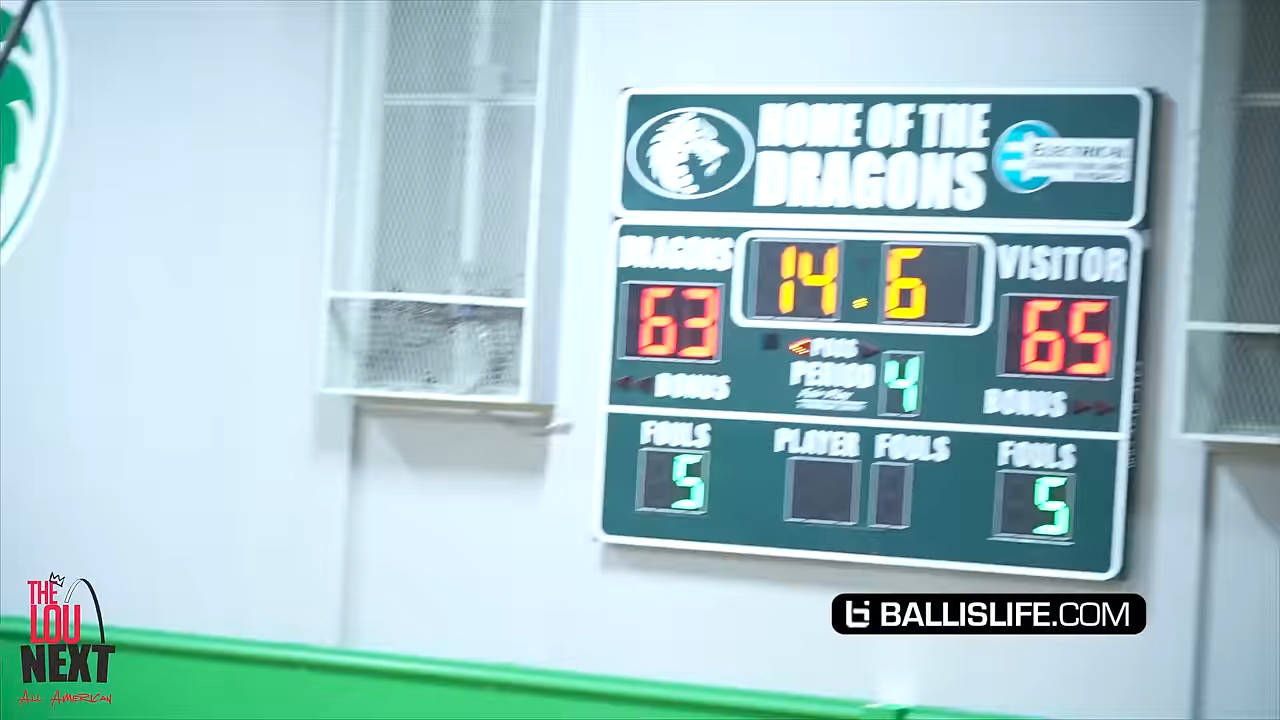 HOME OF THE
DRAGONS
ELECTRICAL
DRAGONS
14.6
VISITOR
63
65
POSS
PERIOD
4
BONUS
BONUS
FOULS
PLAYER FOULS
FOULS
5
5
THE
LOU
NEXT
ALL AMERICAN
BALLISLIFE.COM